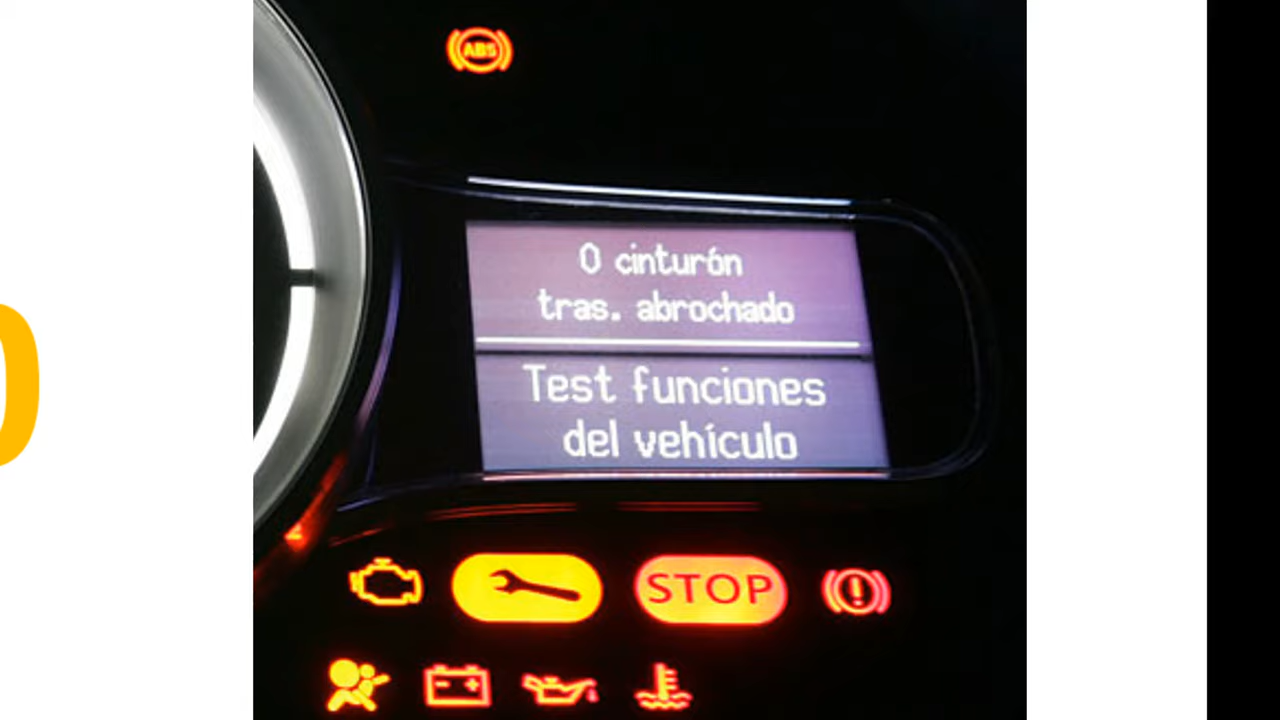 ABS
0 cinturón
tras. abrochado
Test funciones
del vehículo
STOP